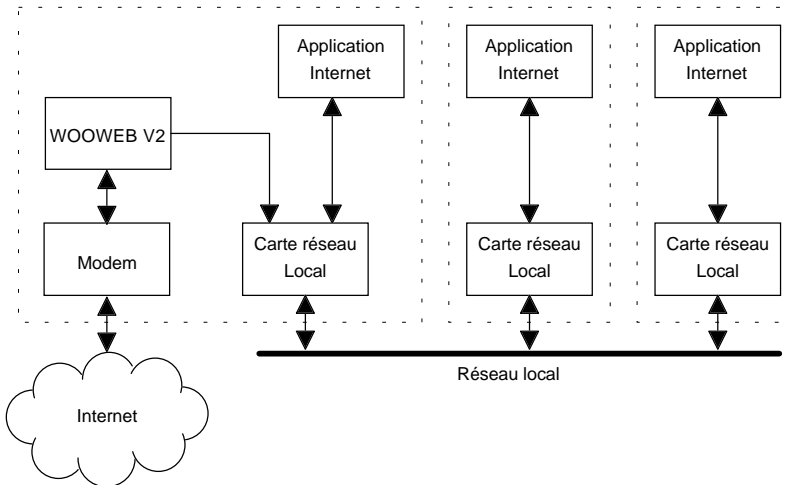 Application
Internet
Application
Internet
Application
Internet
WOOWEB V2
Modem
Carte réseau
Local
Carte réseau
Local
Carte réseau
Local
Réseau local
Internet